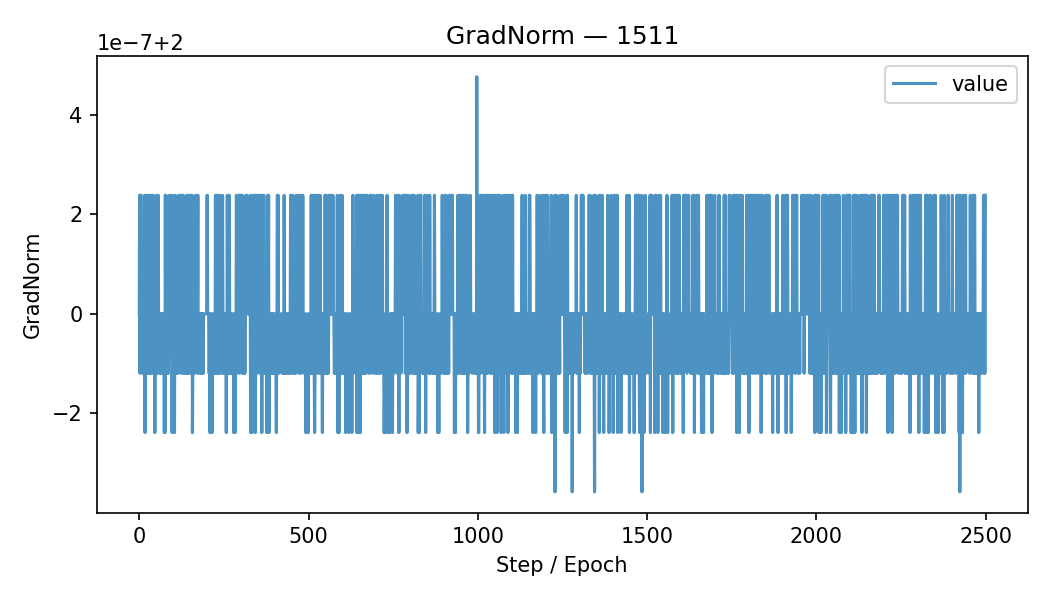 GradNorm — 1511
1e−7+2
value
4
2
0
−2
GradNorm
0 500 1000 1500 2000 2500
Step / Epoch